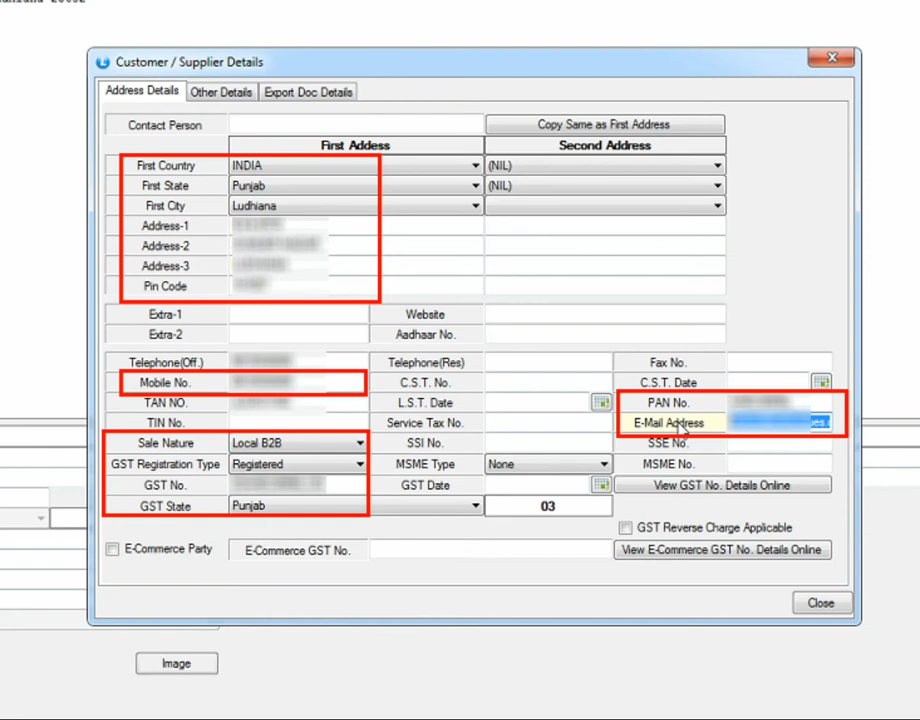 Customer / Supplier Details
Address Details Other Details Export Doc Details
Contact Person Copy Same as First Address
First Address Second Address
First Country INDIA (NIL)
First State Punjab (NIL)
First City Ludhiana
Address-1
Address-2
Address-3
Pin Code
Extra-1 Website
Extra-2 Aadhaar No.
Telephone(Off.) Telephone(Res) Fax No.
Mobile No. C.S.T. No. C.S.T. Date
TAN NO. L.S.T. Date PAN No.
TIN No. Service Tax No. E-Mail Address
Sale Nature Local B2B SSI No. SSE No.
GST Registration Type Registered MSME Type None MSME No.
GST No. GST Date View GST No. Details Online
GST State Punjab 03
GST Reverse Charge Applicable
E-Commerce Party E-Commerce GST No. View E-Commerce GST No. Details Online
Close
Image